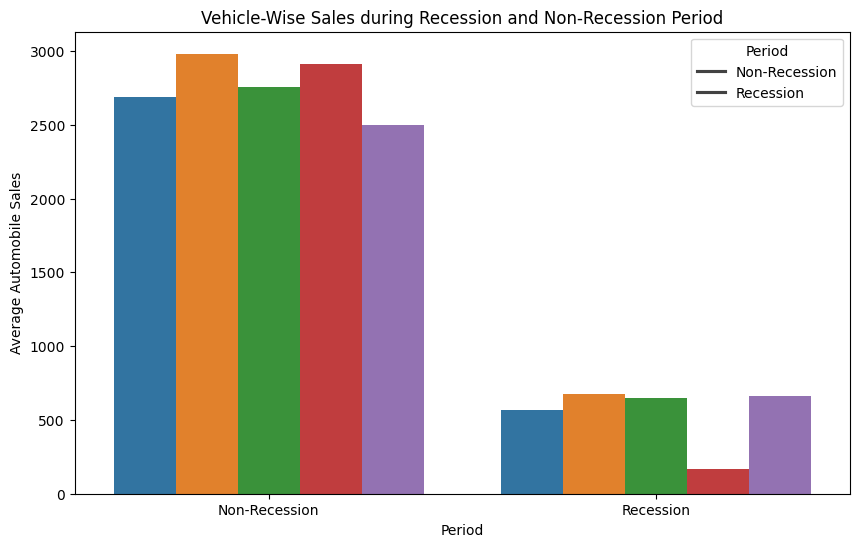 Vehicle-Wise Sales during Recession and Non-Recession Period
Period
Non-Recession
Recession
Average Automobile Sales
3000
2500
2000
1500
1000
500
0
Non-Recession
Recession
Period